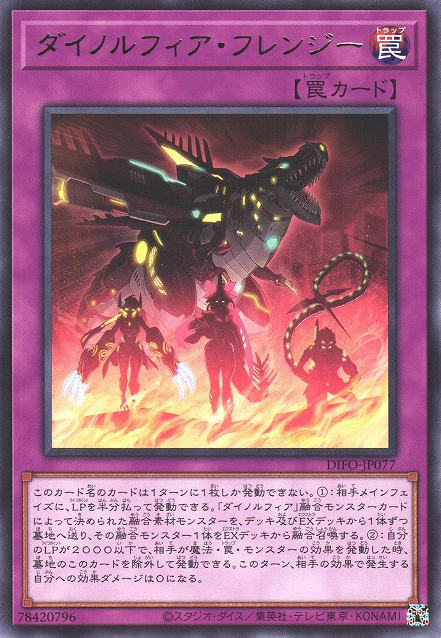 ダイノルフィア・フレンジー
トラップ
罠
【罠カード】
DIFO-JP077
このカード名のカードは1ターンに1枚しか発動できない。①：相手メインフェ
イズに、LPを半分払って発動できる。「ダイノルフィア」融合モンスターカード
によって決められた融合素材モンスターを、デッキ及びEXデッキから1体ずつ
墓地へ送り、その融合モンスター1体をEXデッキから融合召喚する。②：自分
のLPが2000以下で、相手が魔法・罠・モンスターの効果を発動した時、
墓地のこのカードを除外して発動できる。このターン、相手の効果で発生する
自分への効果ダメージは0になる。
78420796
©スタジオ・ダイス／集英社・テレビ東京・KONAMI